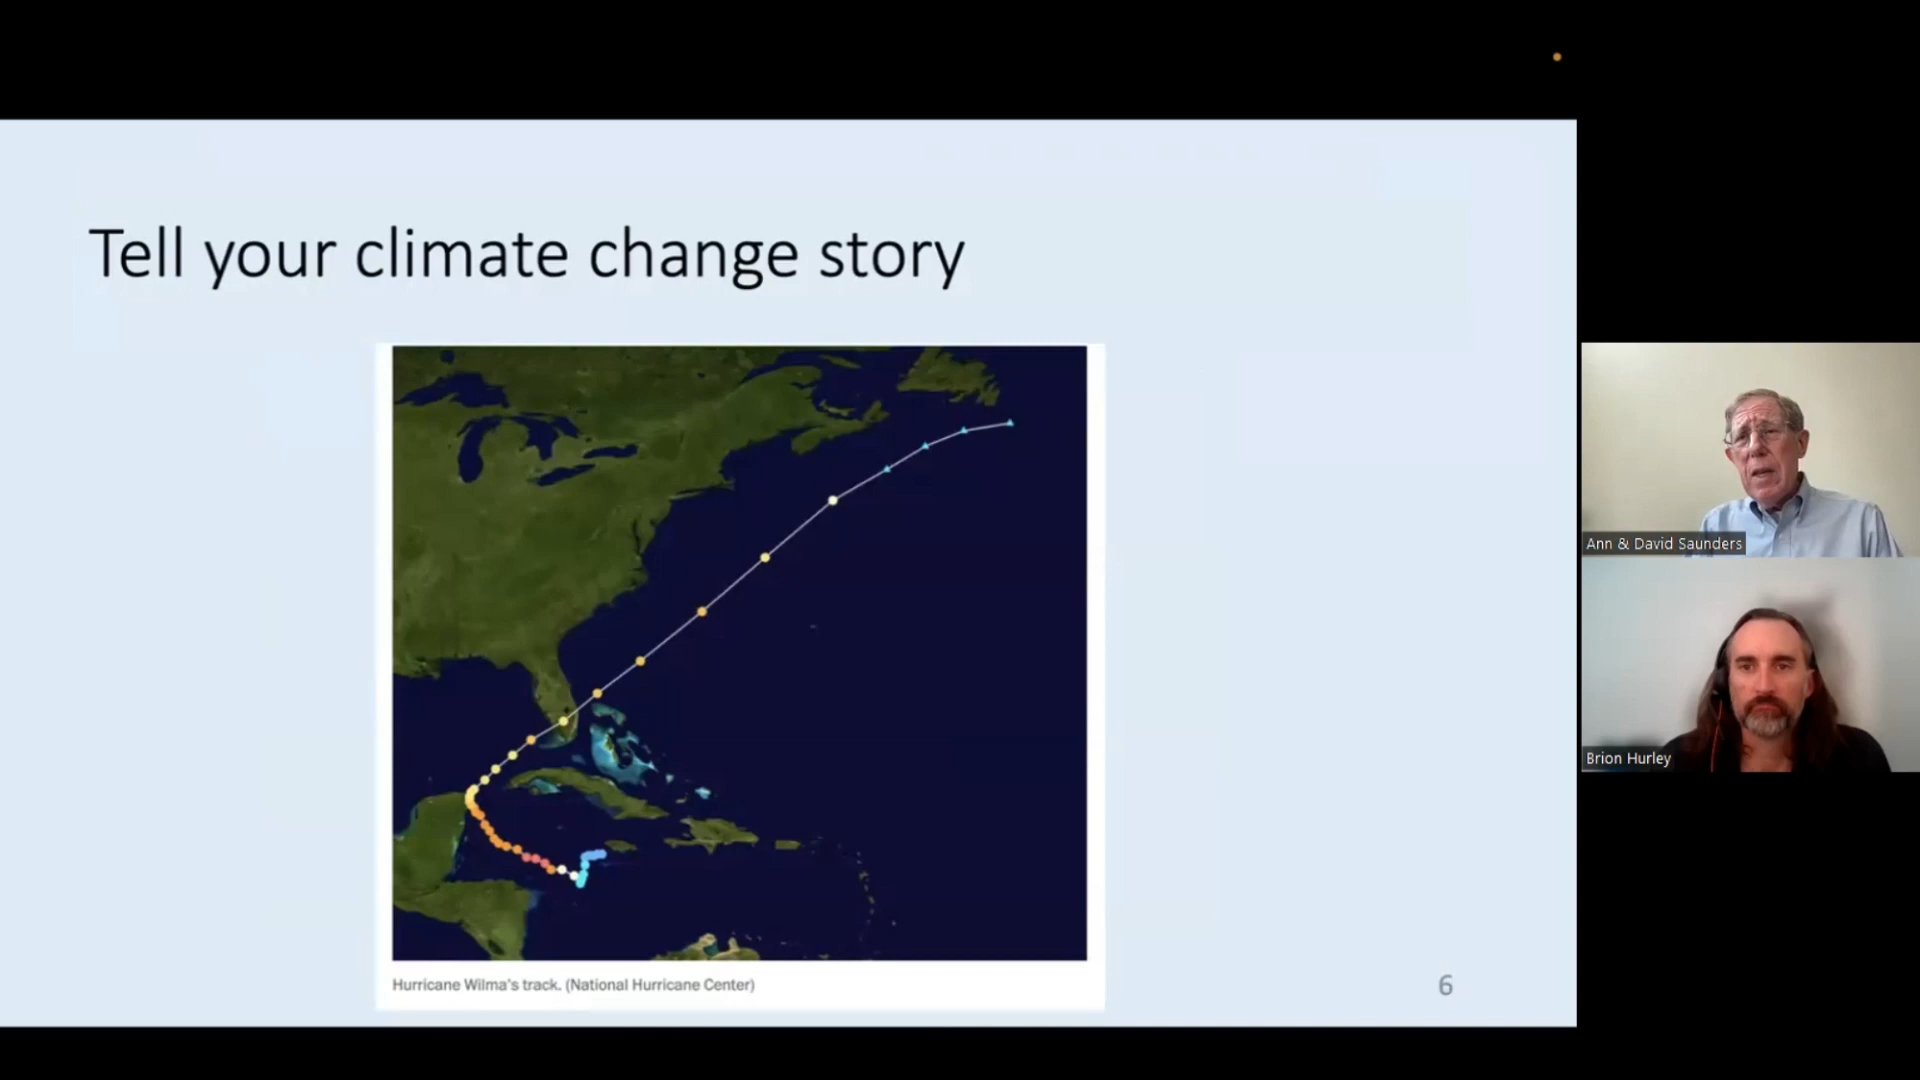 Tell your climate change story
Hurricane Wilma's track. (National Hurricane Center)
6
Ann & David Saunders
Brion Hurley